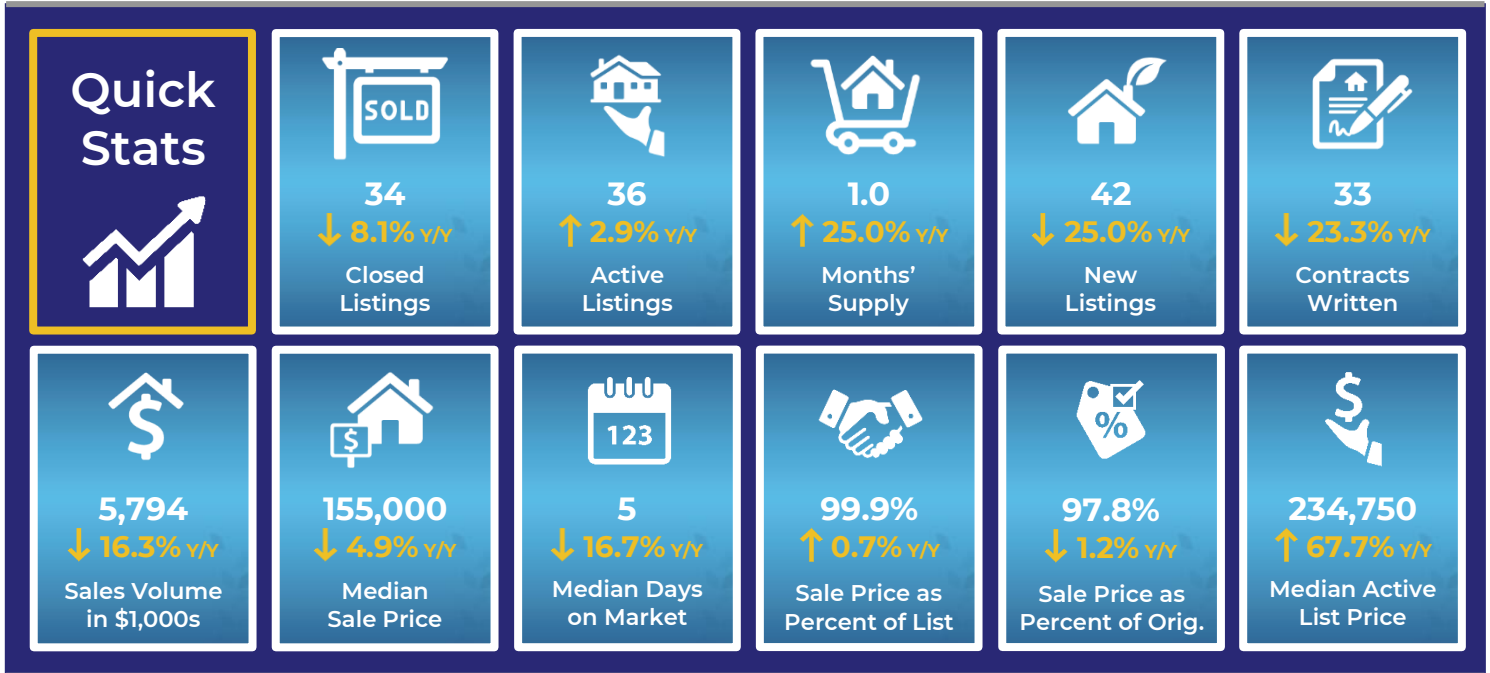 Quick
Stats
SOLD
34
↓ 8.1% Y/Y
Closed
Listings
36
↑ 2.9% Y/Y
Active
Listings
1.0
↑ 25.0% Y/Y
Months’
Supply
42
↓ 25.0% Y/Y
New
Listings
33
↓ 23.3% Y/Y
Contracts
Written
$
5,794
↓ 16.3% Y/Y
Sales Volume
in $1,000s
$
155,000
↓ 4.9% Y/Y
Median
Sale Price
123
5
↓ 16.7% Y/Y
Median Days
on Market
99.9%
↑ 0.7% Y/Y
Sale Price as
Percent of List
%
97.8%
↓ 1.2% Y/Y
Sale Price as
Percent of Orig.
$
234,750
↑ 67.7% Y/Y
Median Active
List Price